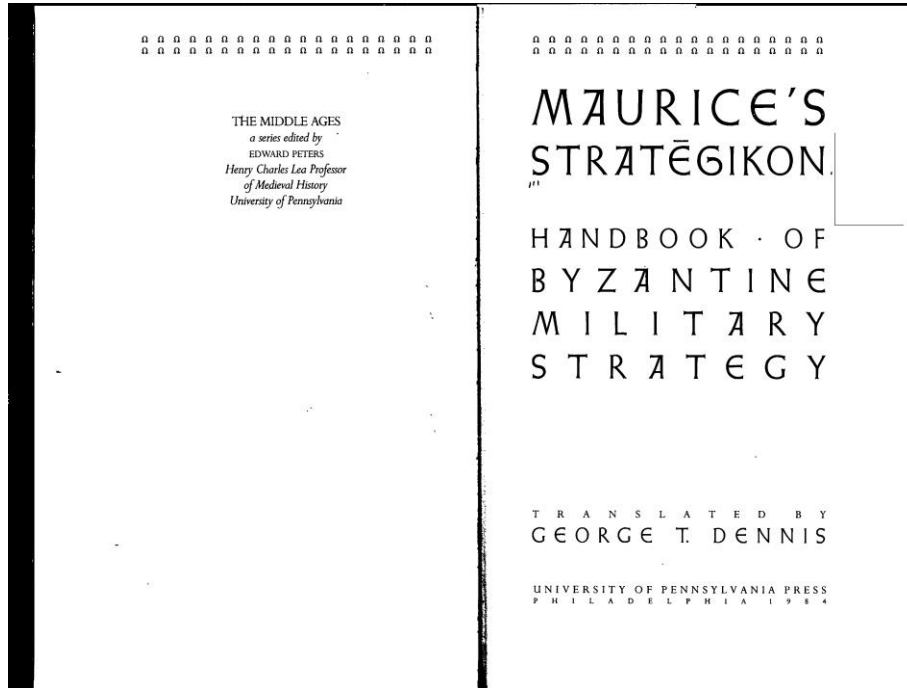 THE MIDDLE AGES
a series edited by
EDWARD PETERS
Henry Charles Lea Professor
of Medieval History
University of Pennsylvania
MAURICE'S
STRATĒGIKON
HANDBOOK · OF
BYZANTINE
MILITARY
STRATEGY
TRANSLATED BY
GEORGE T. DENNIS
UNIVERSITY OF PENNSYLVANIA PRESS
PHILADELPHIA 1984